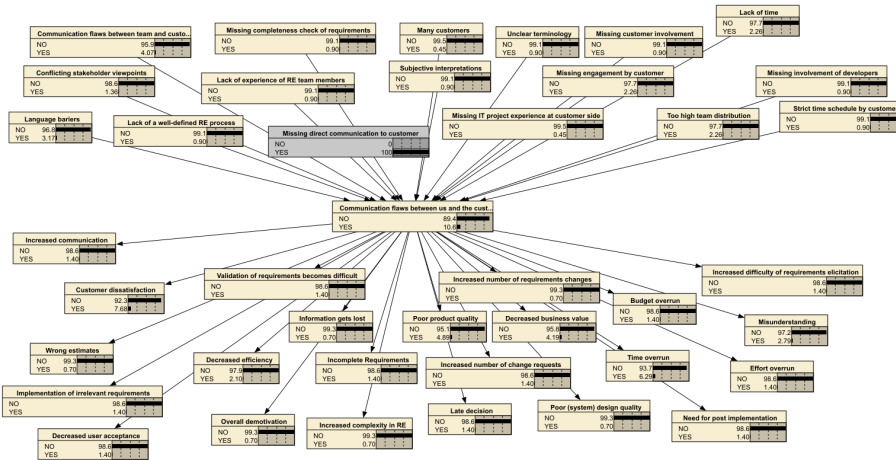 Communication flaws between team and custo...
NO 95.9
YES 4.07
Missing completeness check of requirements
NO 99.1
YES 0.90
Many customers
NO 99.5
YES 0.45
Unclear terminology
NO 99.1
YES 0.90
Missing customer involvement
NO 99.1
YES 0.90
Lack of time
NO 97.7
YES 2.26
Conflicting stakeholder viewpoints
NO 98.6
YES 1.36
Lack of experience of RE team members
NO 99.1
YES 0.90
Subjective interpretations
NO 99.1
YES 0.90
Missing engagement by customer
NO 97.7
YES 2.26
Missing involvement of developers
NO 99.1
YES 0.90
Language bariers
NO 96.8
YES 3.17
Lack of a well-defined RE process
NO 99.1
YES 0.90
Missing direct communication to customer
NO 0
YES 100
Missing IT project experience at customer side
NO 99.5
YES 0.45
Too high team distribution
NO 97.7
YES 2.26
Strict time schedule by custome
NO 99.1
YES 0.90
Communication flaws between us and the cust...
NO 89.4
YES 10.6
Increased communication
NO 98.6
YES 1.40
Customer dissatisfaction
NO 92.3
YES 7.68
Validation of requirements becomes difficult
NO 98.6
YES 1.40
Increased number of requirements changes
NO 99.3
YES 0.70
Increased difficulty of requirements elicitation
NO 98.6
YES 1.40
Budget overrun
NO 98.6
YES 1.40
Information gets lost
NO 99.3
YES 0.70
Poor product quality
NO 95.1
YES 4.89
Decreased business value
NO 95.8
YES 4.19
Misunderstanding
NO 97.2
YES 2.79
Wrong estimates
NO 99.3
YES 0.70
Decreased efficiency
NO 97.9
YES 2.10
Incomplete Requirements
NO 98.6
YES 1.40
Increased number of change requests
NO 98.6
YES 1.40
Time overrun
NO 93.7
YES 6.29
Effort overrun
NO 98.6
YES 1.40
Implementation of irrelevant requirements
NO 98.6
YES 1.40
Overall demotivation
NO 99.3
YES 0.70
Increased complexity in RE
NO 99.3
YES 0.70
Late decision
NO 98.6
YES 1.40
Poor (system) design quality
NO 99.3
YES 0.70
Need for post implementation
NO 98.6
YES 1.40
Decreased user acceptance
NO 98.6
YES 1.40